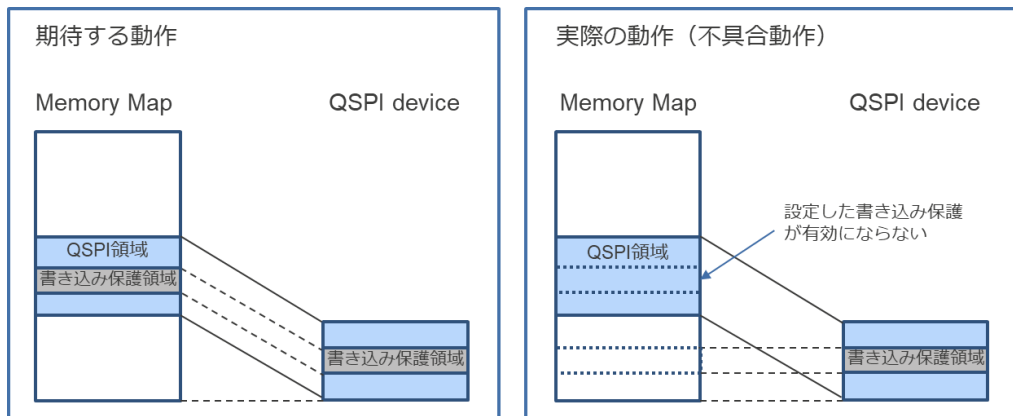 期待する動作
Memory Map
QSPI device
QSPI領域
書き込み保護領域
書き込み保護領域
実際の動作（不具合動作）
Memory Map
QSPI device
設定した書き込み保護
が有効にならない
QSPI領域
書き込み保護領域